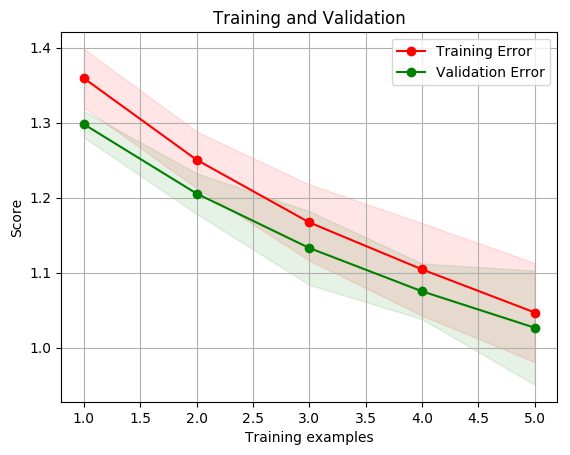 Training and Validation
Training Error
Validation Error
Score
1.4
1.3
1.2
1.1
1.0
1.0 1.5 2.0 2.5 3.0 3.5 4.0 4.5 5.0
Training examples